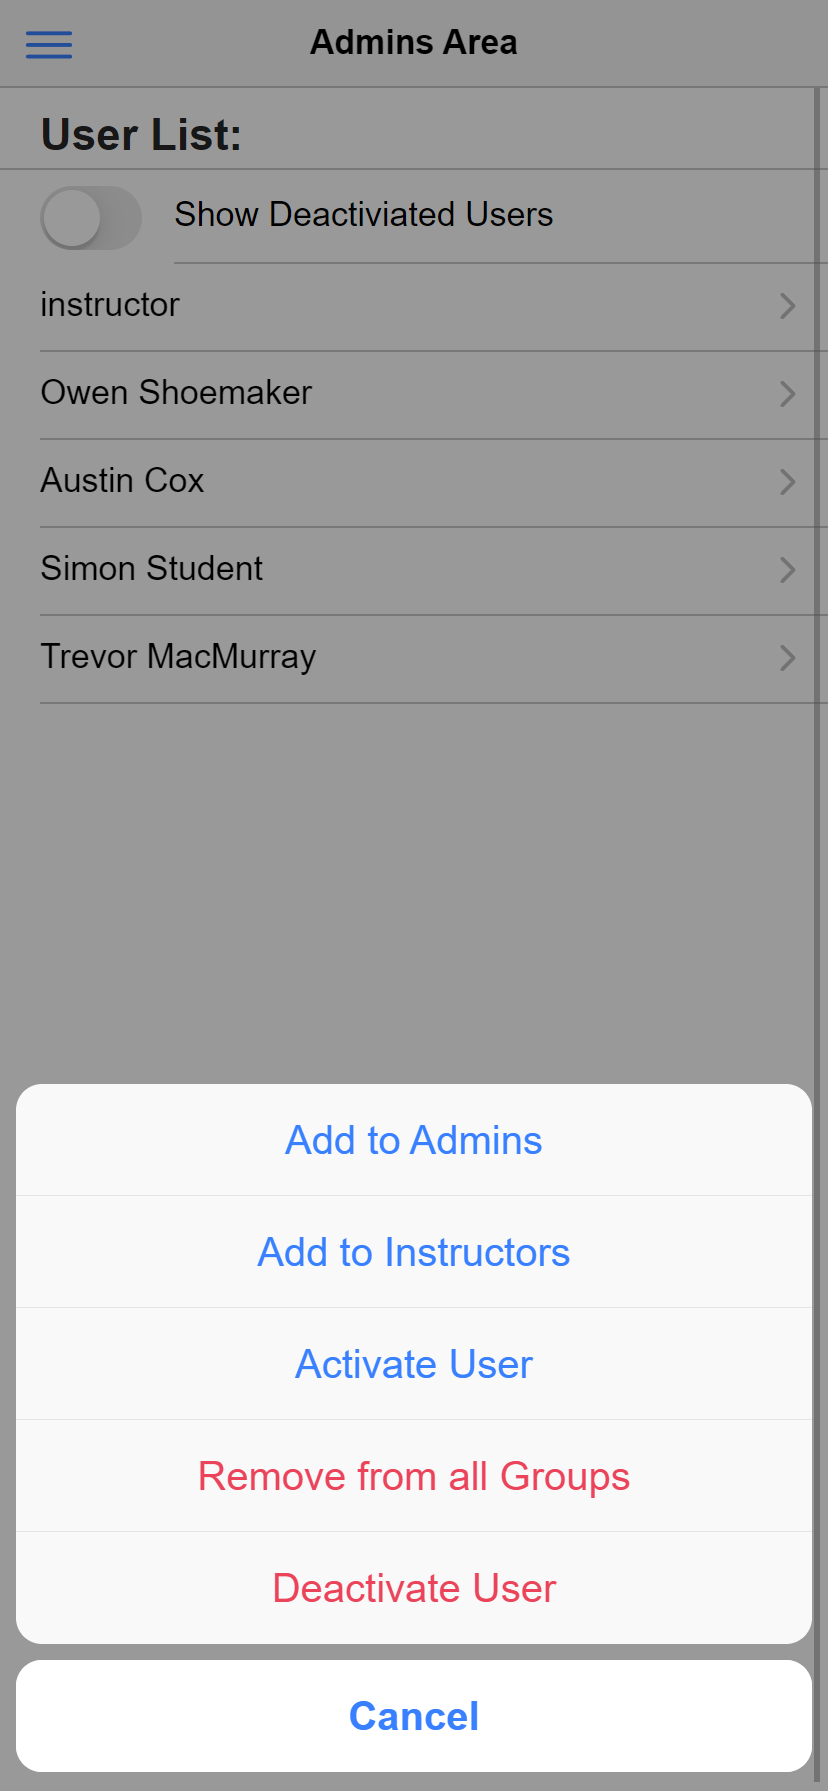 Admins Area
User List:
Show Deactiviated Users
instructor
Owen Shoemaker
Austin Cox
Simon Student
Trevor MacMurray
Add to Admins
Add to Instructors
Activate User
Remove from all Groups
Deactivate User
Cancel